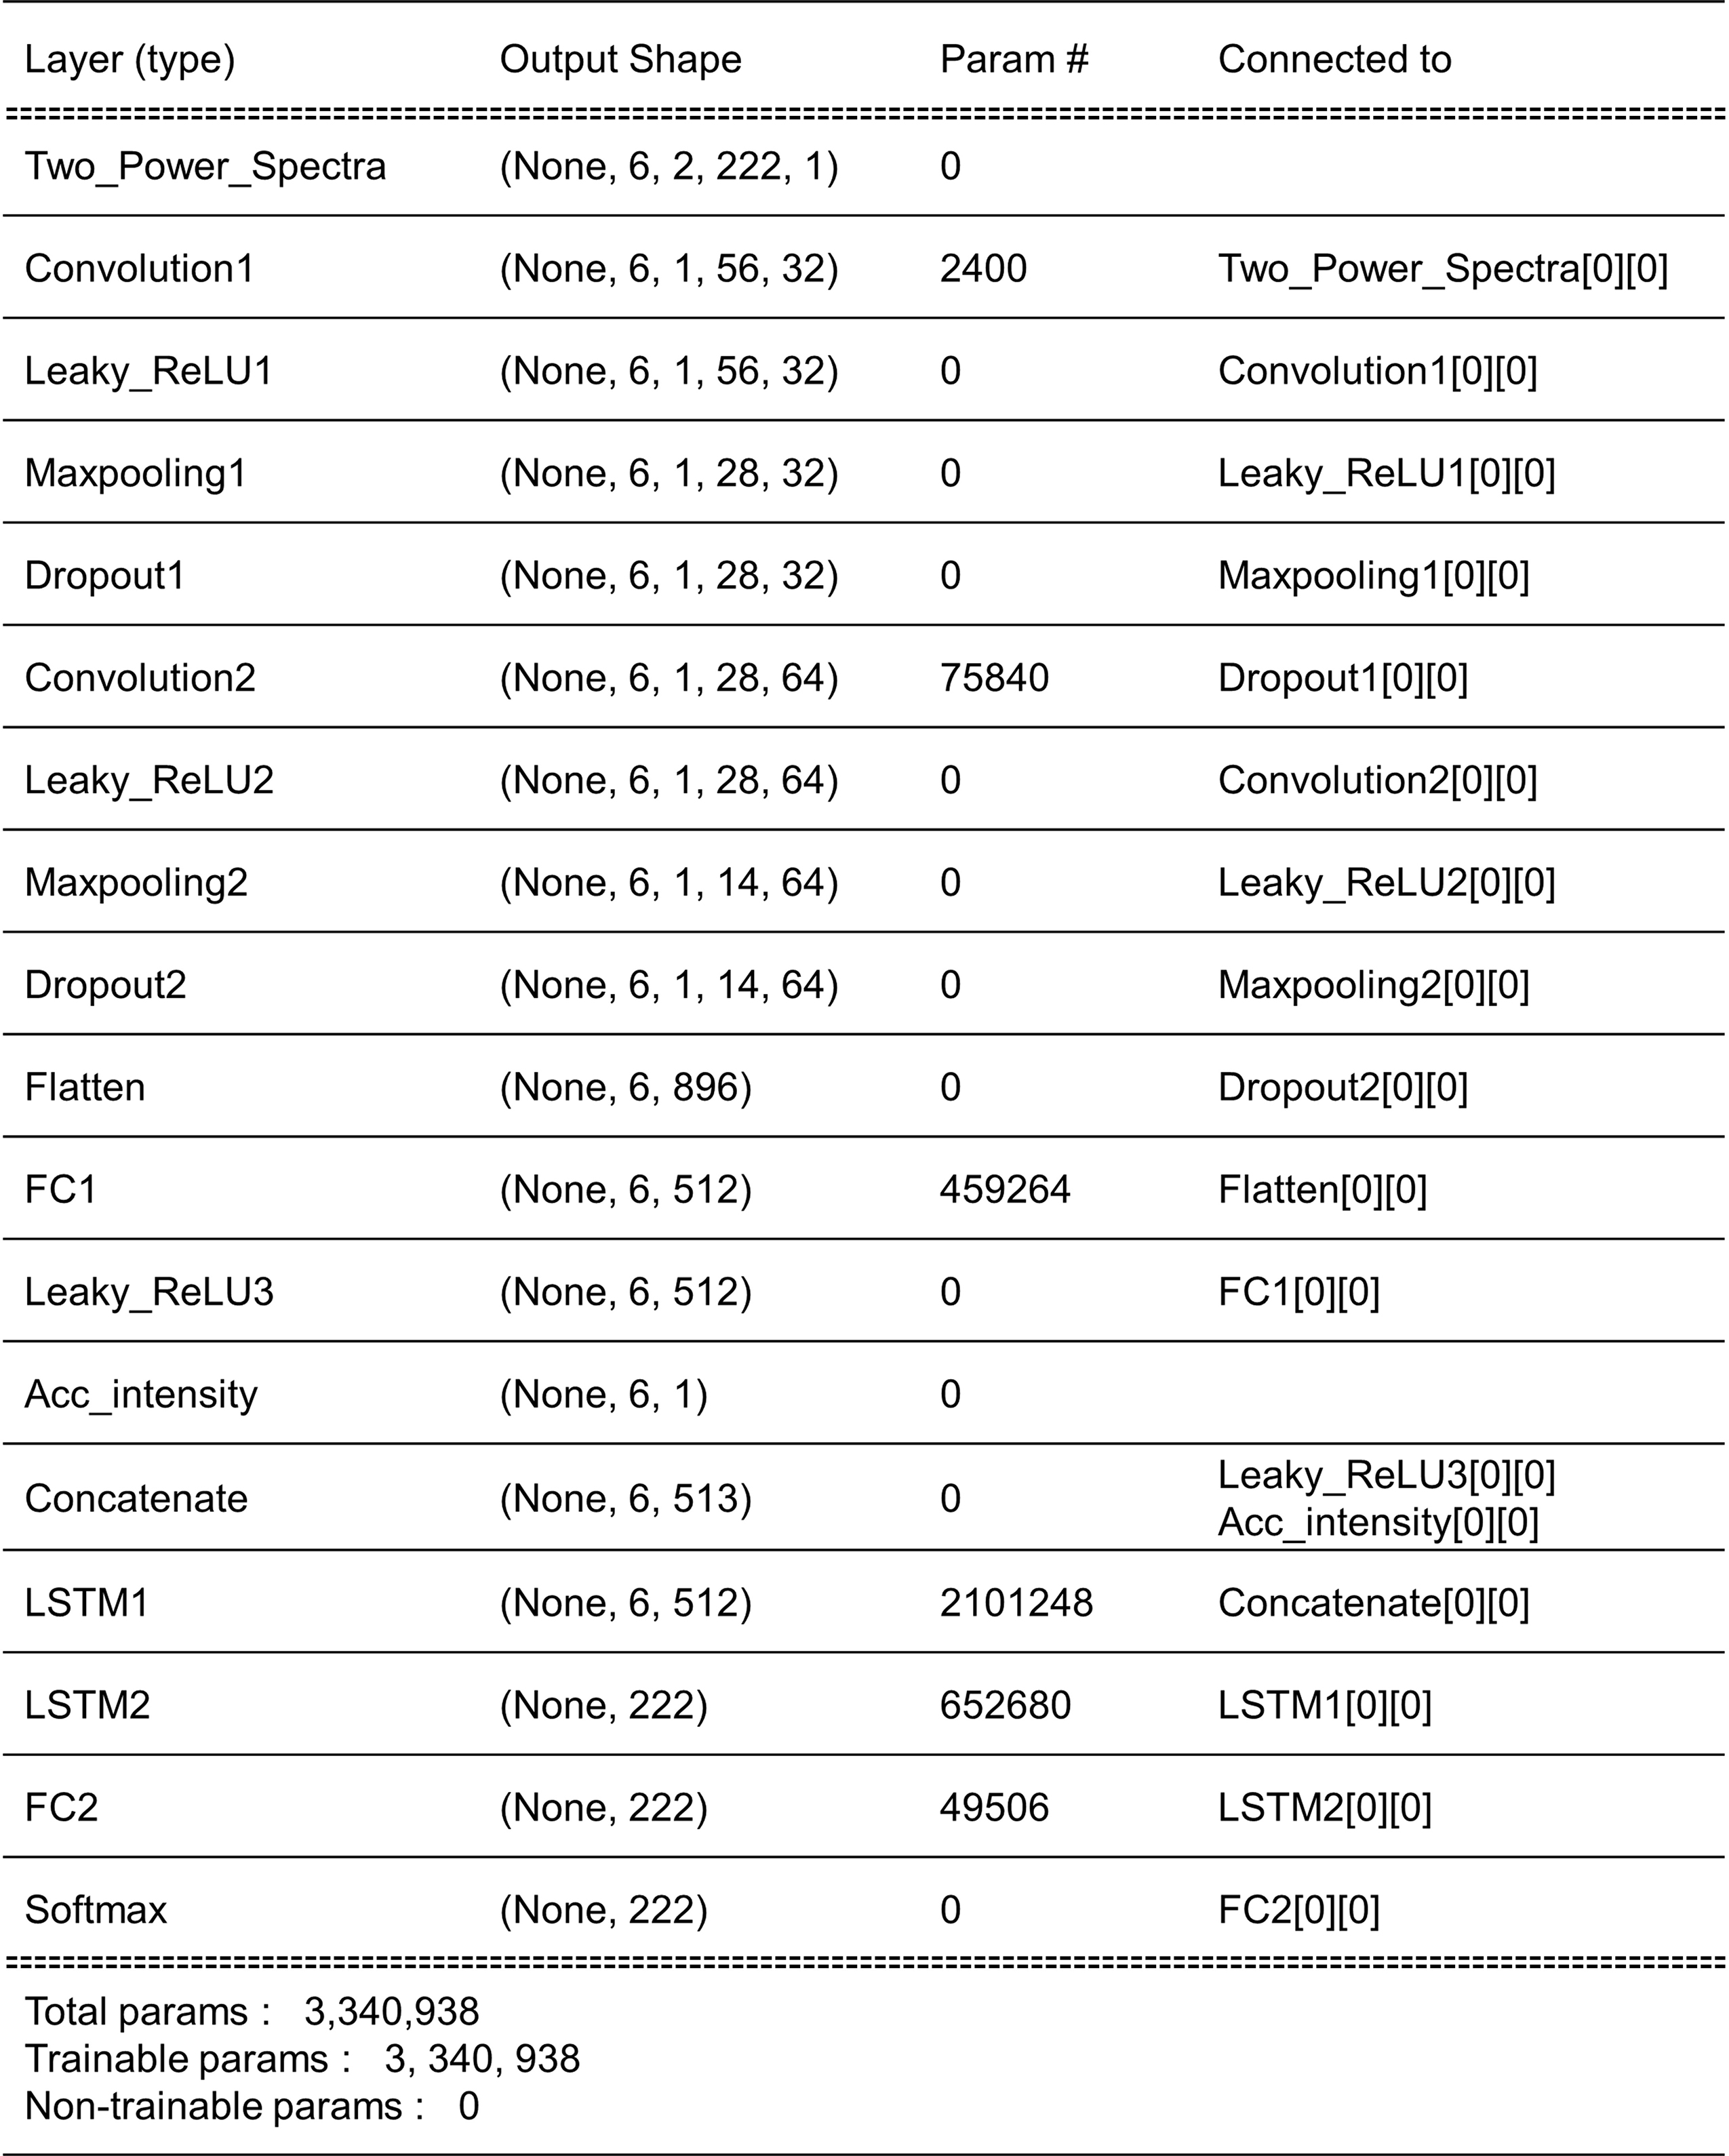 Layer (type) Output Shape Param # Connected to
Two_Power_Spectra (None, 6, 2, 222, 1) 0
Convolution1 (None, 6, 1, 56, 32) 2400 Two_Power_Spectra[0][0]
Leaky_ReLU1 (None, 6, 1, 56, 32) 0 Convolution1[0][0]
Maxpooling1 (None, 6, 1, 28, 32) 0 Leaky_ReLU1[0][0]
Dropout1 (None, 6, 1, 28, 32) 0 Maxpooling1[0][0]
Convolution2 (None, 6, 1, 28, 64) 75840 Dropout1[0][0]
Leaky_ReLU2 (None, 6, 1, 28, 64) 0 Convolution2[0][0]
Maxpooling2 (None, 6, 1, 14, 64) 0 Leaky_ReLU2[0][0]
Dropout2 (None, 6, 1, 14, 64) 0 Maxpooling2[0][0]
Flatten (None, 6, 896) 0 Dropout2[0][0]
FC1 (None, 6, 512) 459264 Flatten[0][0]
Leaky_ReLU3 (None, 6, 512) 0 FC1[0][0]
Acc_intensity (None, 6, 1) 0
Concatenate (None, 6, 513) 0 Leaky_ReLU3[0][0]
Acc_intensity[0][0]
LSTM1 (None, 6, 512) 2101248 Concatenate[0][0]
LSTM2 (None, 222) 652680 LSTM1[0][0]
FC2 (None, 222) 49506 LSTM2[0][0]
Softmax (None, 222) 0 FC2[0][0]
Total params : 3,340,938
Trainable params : 3, 340, 938
Non-trainable params : 0